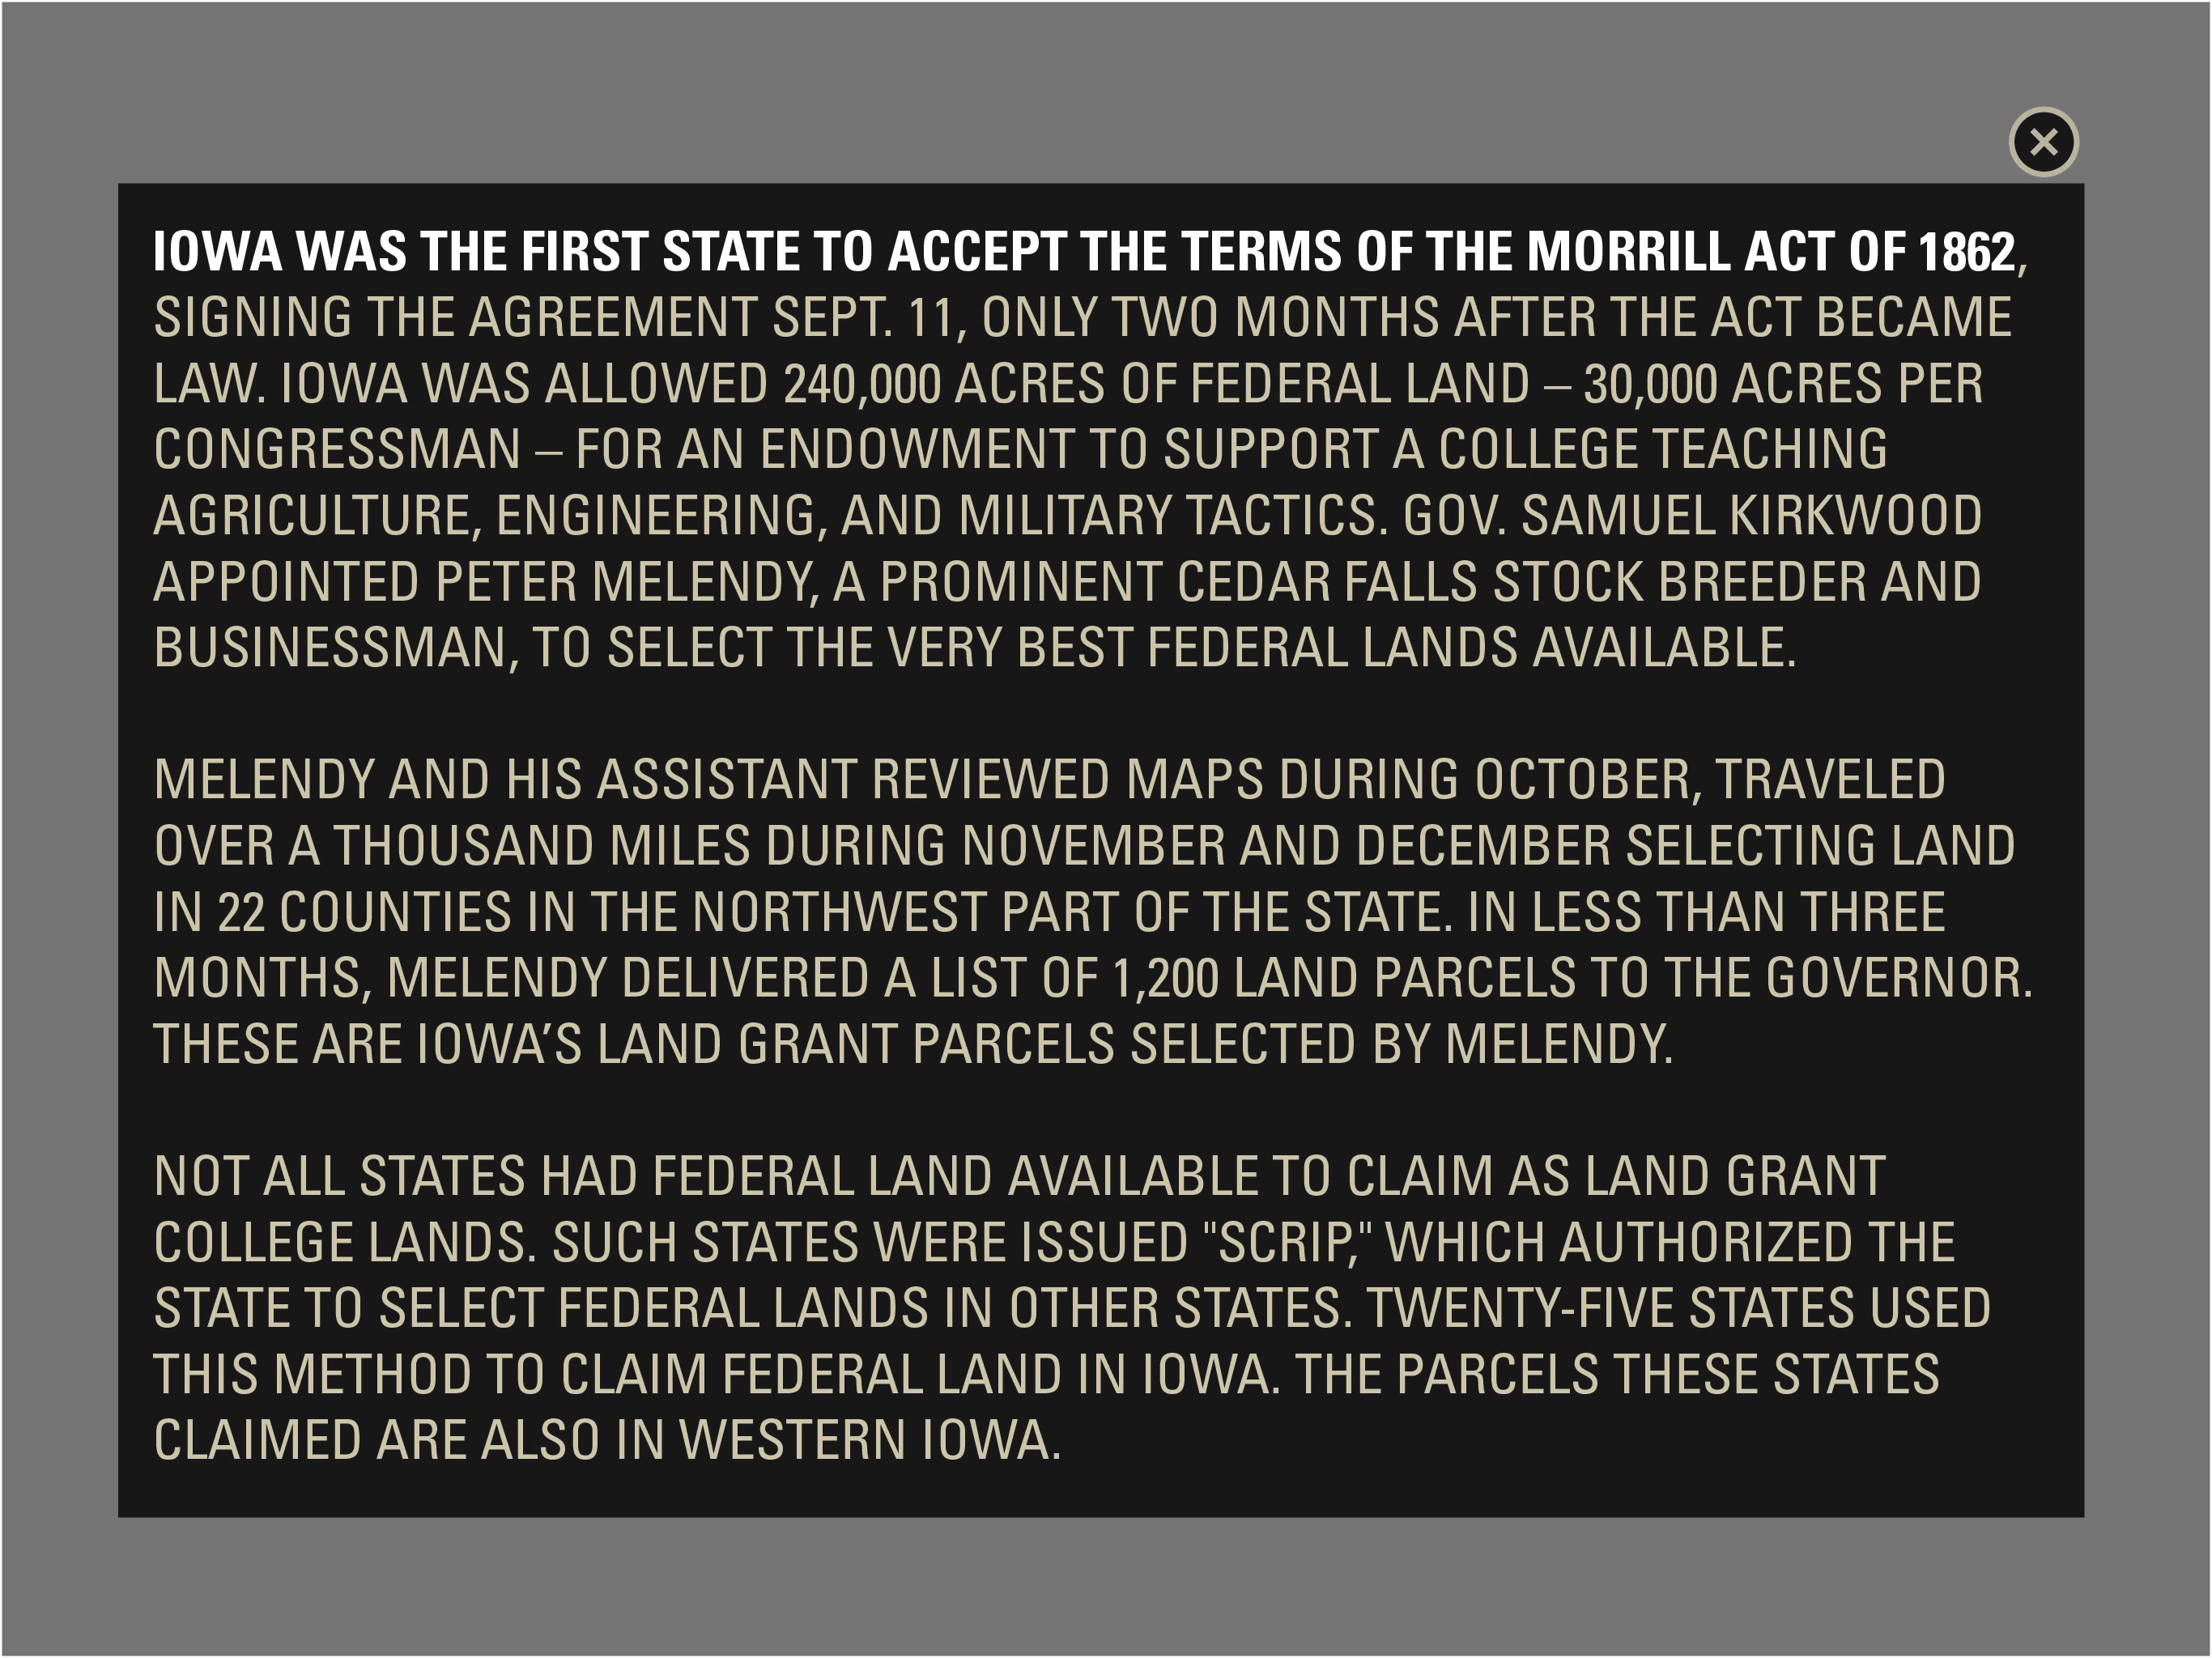 IOWA WAS THE FIRST STATE TO ACCEPT THE TERMS OF THE MORRILL ACT OF 1862,
SIGNING THE AGREEMENT SEPT. 11, ONLY TWO MONTHS AFTER THE ACT BECAME
LAW. IOWA WAS ALLOWED 240,000 ACRES OF FEDERAL LAND – 30,000 ACRES PER
CONGRESSMAN – FOR AN ENDOWMENT TO SUPPORT A COLLEGE TEACHING
AGRICULTURE, ENGINEERING, AND MILITARY TACTICS. GOV. SAMUEL KIRKWOOD
APPOINTED PETER MELENDY, A PROMINENT CEDAR FALLS STOCK BREEDER AND
BUSINESSMAN, TO SELECT THE VERY BEST FEDERAL LANDS AVAILABLE.
MELENDY AND HIS ASSISTANT REVIEWED MAPS DURING OCTOBER, TRAVELED
OVER A THOUSAND MILES DURING NOVEMBER AND DECEMBER SELECTING LAND
IN 22 COUNTIES IN THE NORTHWEST PART OF THE STATE. IN LESS THAN THREE
MONTHS, MELENDY DELIVERED A LIST OF 1,200 LAND PARCELS TO THE GOVERNOR.
THESE ARE IOWA’S LAND GRANT PARCELS SELECTED BY MELENDY.
NOT ALL STATES HAD FEDERAL LAND AVAILABLE TO CLAIM AS LAND GRANT
COLLEGE LANDS. SUCH STATES WERE ISSUED "SCRIP," WHICH AUTHORIZED THE
STATE TO SELECT FEDERAL LANDS IN OTHER STATES. TWENTY-FIVE STATES USED
THIS METHOD TO CLAIM FEDERAL LAND IN IOWA. THE PARCELS THESE STATES
CLAIMED ARE ALSO IN WESTERN IOWA.